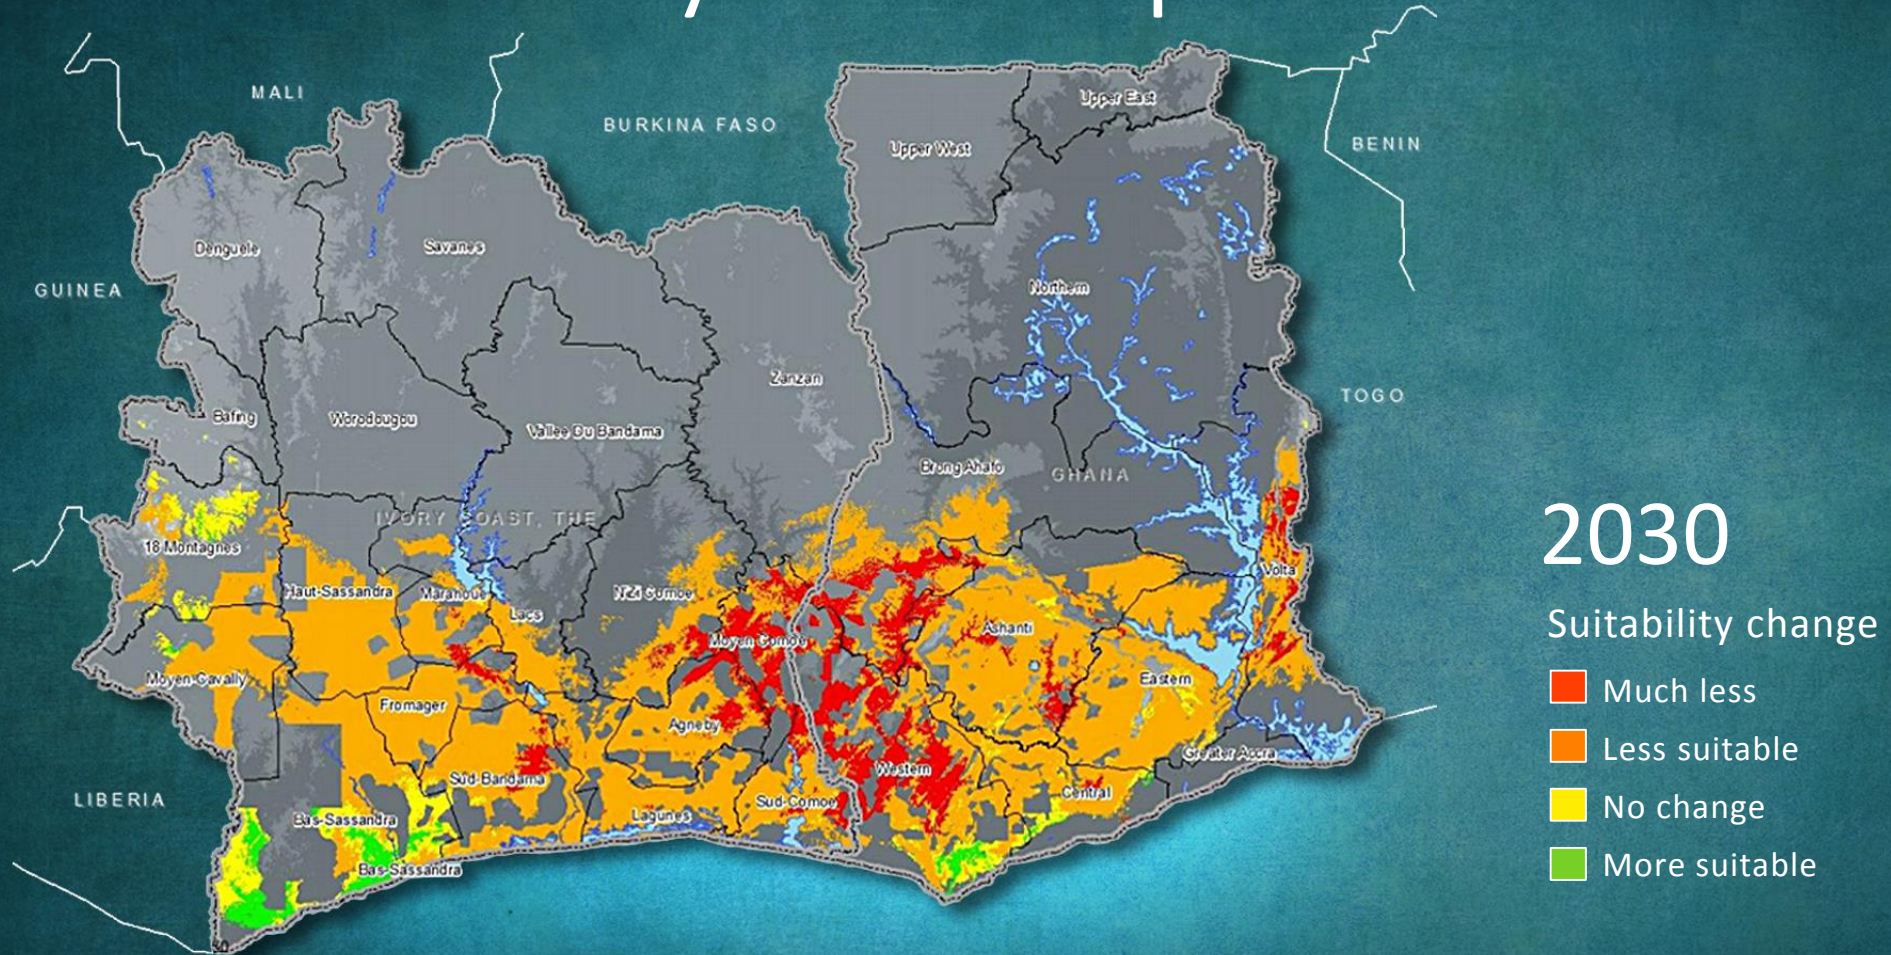 MALI
BURKINA FASO
BENIN
GUINEA
TOGO
LIBERIA
IVORY COAST, THE
GHANA
Upper East
Upper West
Denguele
Savanes
Northern
Zanzan
Bafing
Worodougou
Vallee Du Bandama
Brong Ahafo
18 Montagnes
Haut-Sassandra
Marahoue
Lacs
N'Zi Comoe
Moyen Comoe
Ashanti
Volta
Moyen-Cavally
Fromager
Agneby
Eastern
Sud-Bandama
Western
Greater Accra
Bas-Sassandra
Lagunes
Sud-Comoe
Central
Bas-Sassandra
2030
Suitability change
Much less
Less suitable
No change
More suitable